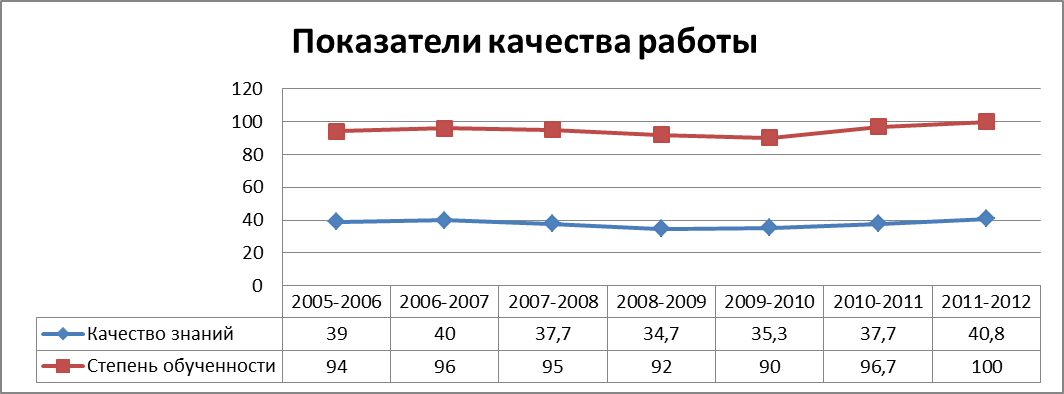 Показатели качества работы
120
100
80
60
40
20
0
2005-2006 2006-2007 2007-2008 2008-2009 2009-2010 2010-2011 2011-2012
Качество знаний 39 40 37,7 34,7 35,3 37,7 40,8
Степень обученности 94 96 95 92 90 96,7 100